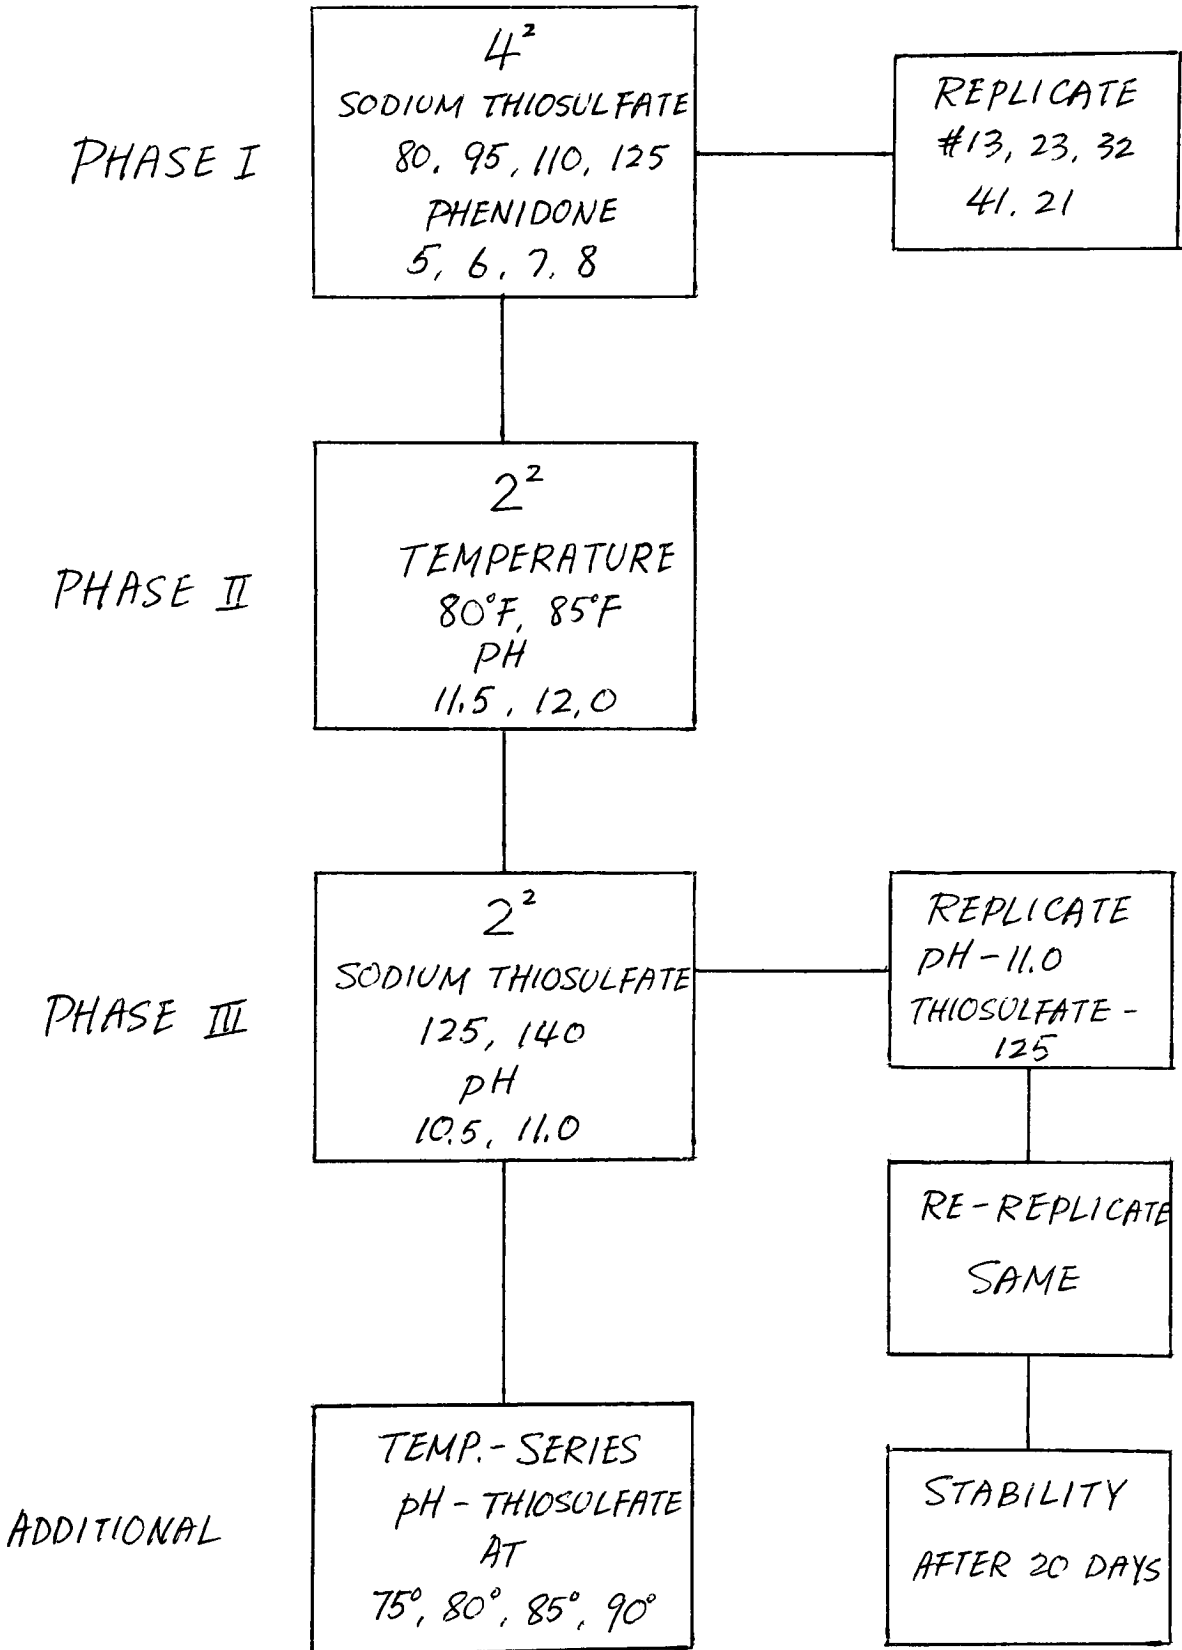 PHASE I
4²
SODIUM THIOSULFATE
80. 95, 110, 125
PHENIDONE
5, 6, 7, 8
REPLICATE
#13, 23, 32
41. 21
PHASE II
2²
TEMPERATURE
80°F, 85°F
PH
11.5, 12,0
PHASE III
2²
SODIUM THIOSULFATE
125, 140
pH
10.5, 11.0
REPLICATE
pH-11.0
THIOSULFATE-
125
RE-REPLICATE
SAME
ADDITIONAL
TEMP.-SERIES
pH-THIOSULFATE
AT
75°, 80°, 85°, 90°
STABILITY
AFTER 20 DAYS